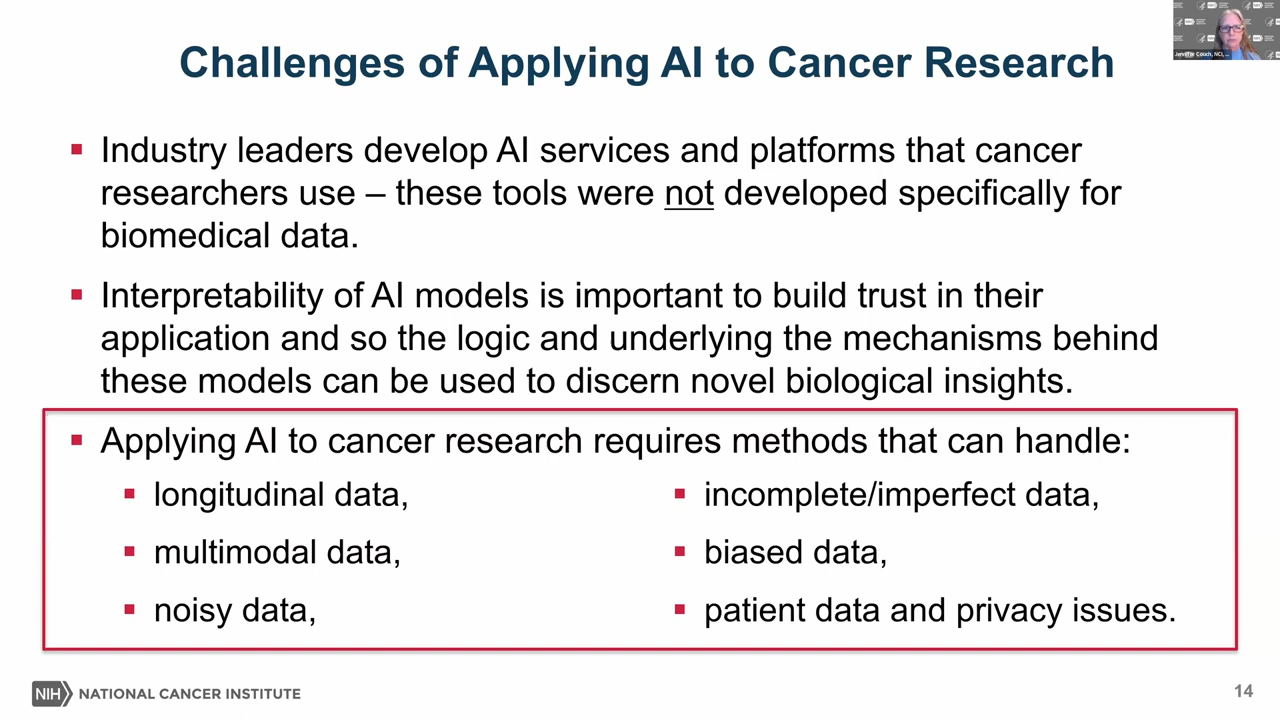 Challenges of Applying AI to Cancer Research
Jennifer Couch, NCI, ...
▪ Industry leaders develop AI services and platforms that cancer
researchers use – these tools were not developed specifically for
biomedical data.
▪ Interpretability of AI models is important to build trust in their
application and so the logic and underlying the mechanisms behind
these models can be used to discern novel biological insights.
▪ Applying AI to cancer research requires methods that can handle:
▪ longitudinal data,
▪ multimodal data,
▪ noisy data,
▪ incomplete/imperfect data,
▪ biased data,
▪ patient data and privacy issues.
NIH NATIONAL CANCER INSTITUTE
14